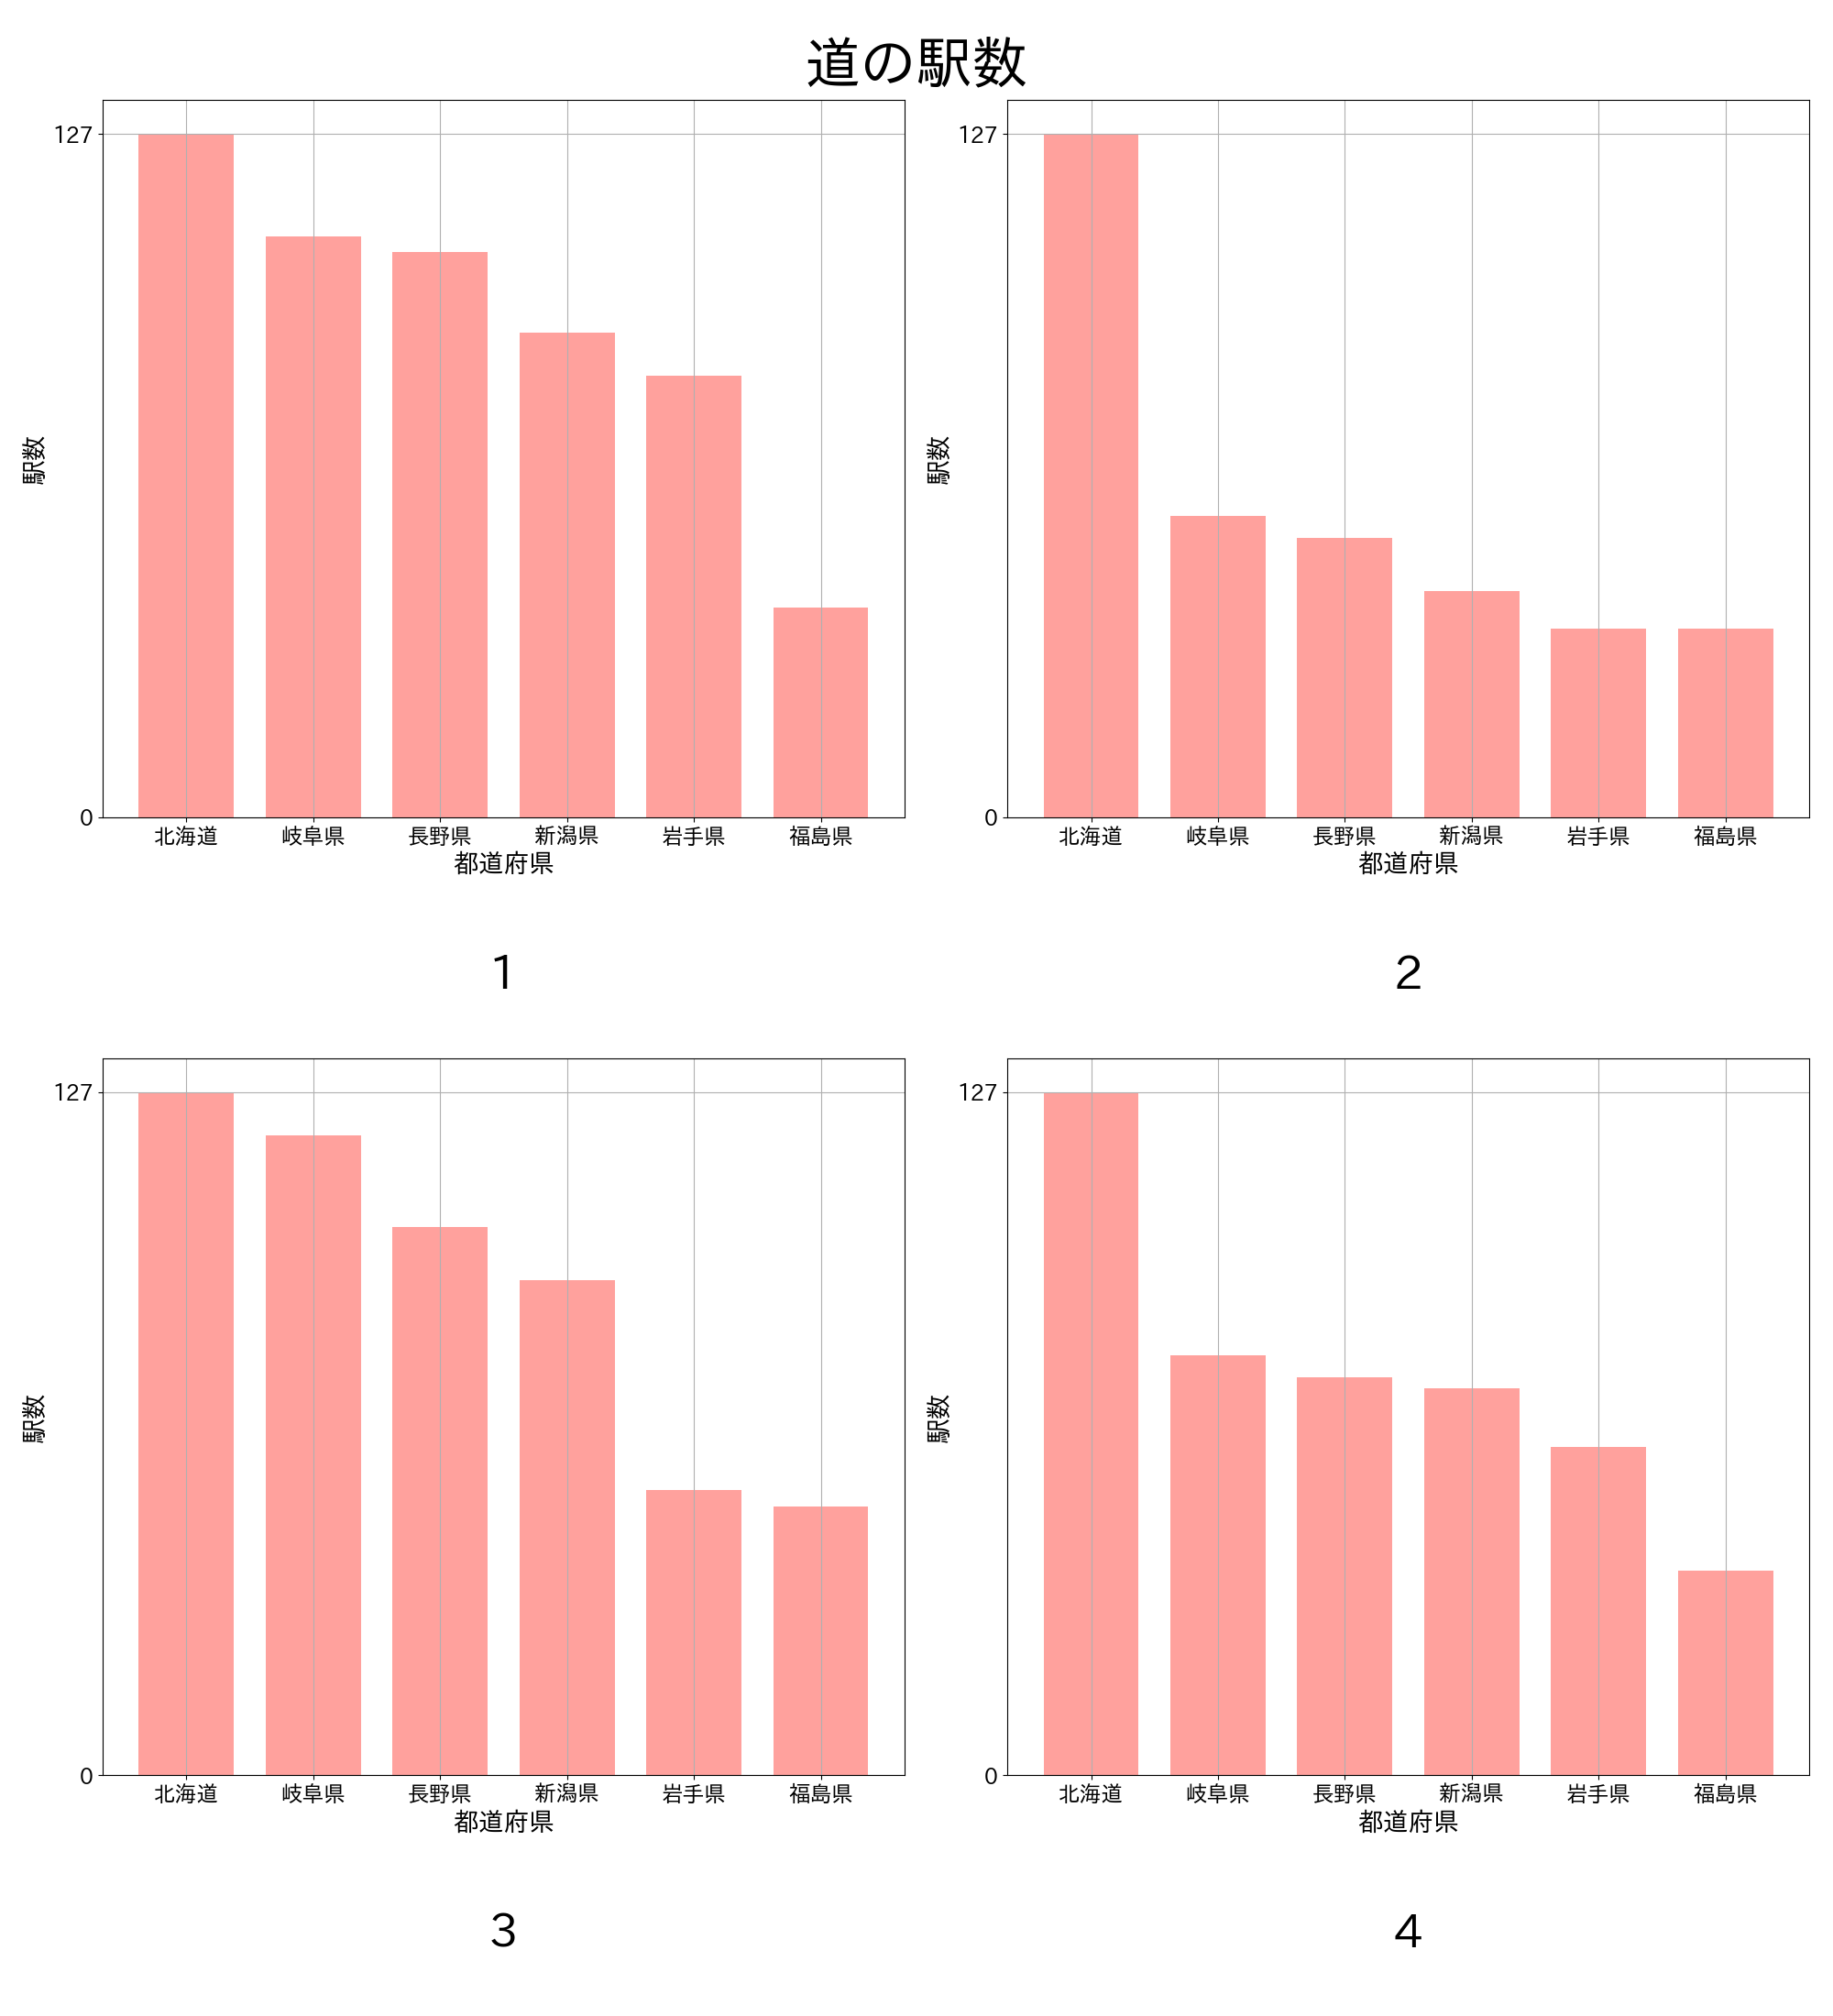 道の駅数
127
駅数
0
北海道 岐阜県 長野県 新潟県 岩手県 福島県
都道府県
1
127
駅数
0
北海道 岐阜県 長野県 新潟県 岩手県 福島県
都道府県
2
127
駅数
0
北海道 岐阜県 長野県 新潟県 岩手県 福島県
都道府県
3
127
駅数
0
北海道 岐阜県 長野県 新潟県 岩手県 福島県
都道府県
4